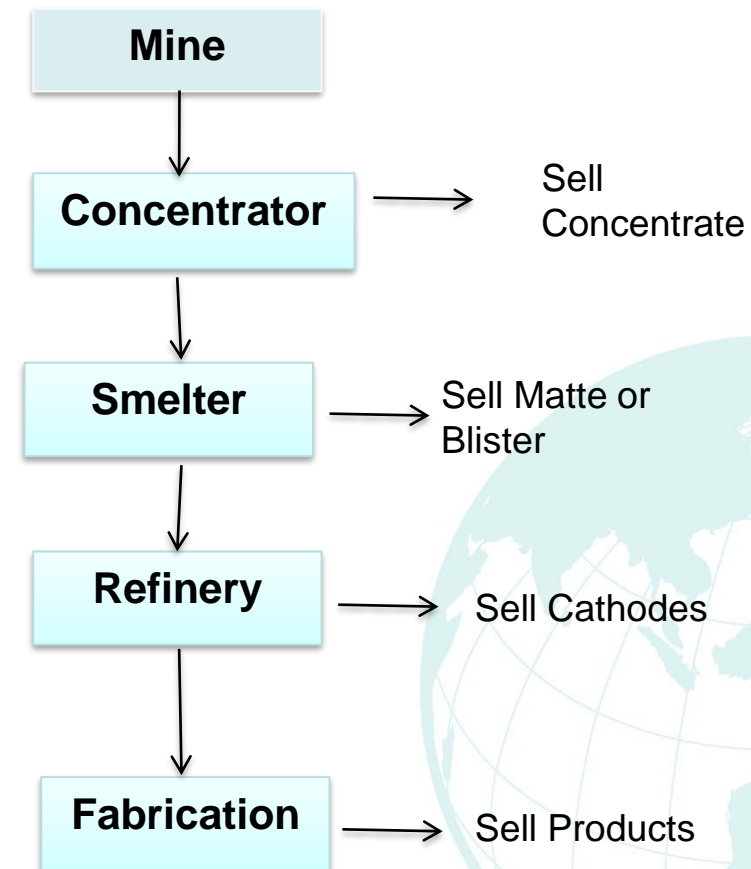 Mine
Concentrator
Sell
Concentrate
Smelter
Sell Matte or
Blister
Refinery
Sell Cathodes
Fabrication
Sell Products